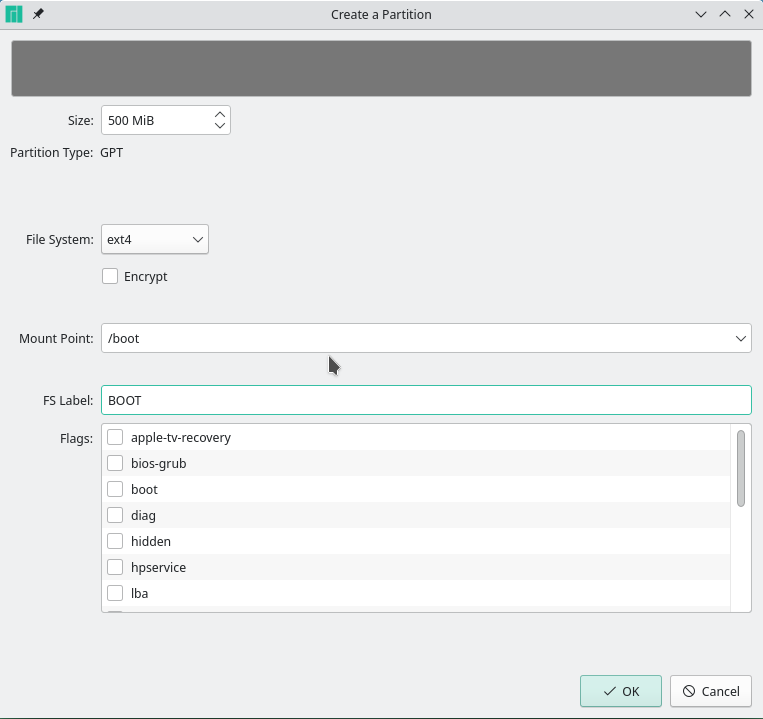 Create a Partition
Size: 500 MiB
Partition Type: GPT
File System: ext4
Encrypt
Mount Point: /boot
FS Label: BOOT
Flags: apple-tv-recovery
bios-grub
boot
diag
hidden
hpservice
lba
OK Cancel